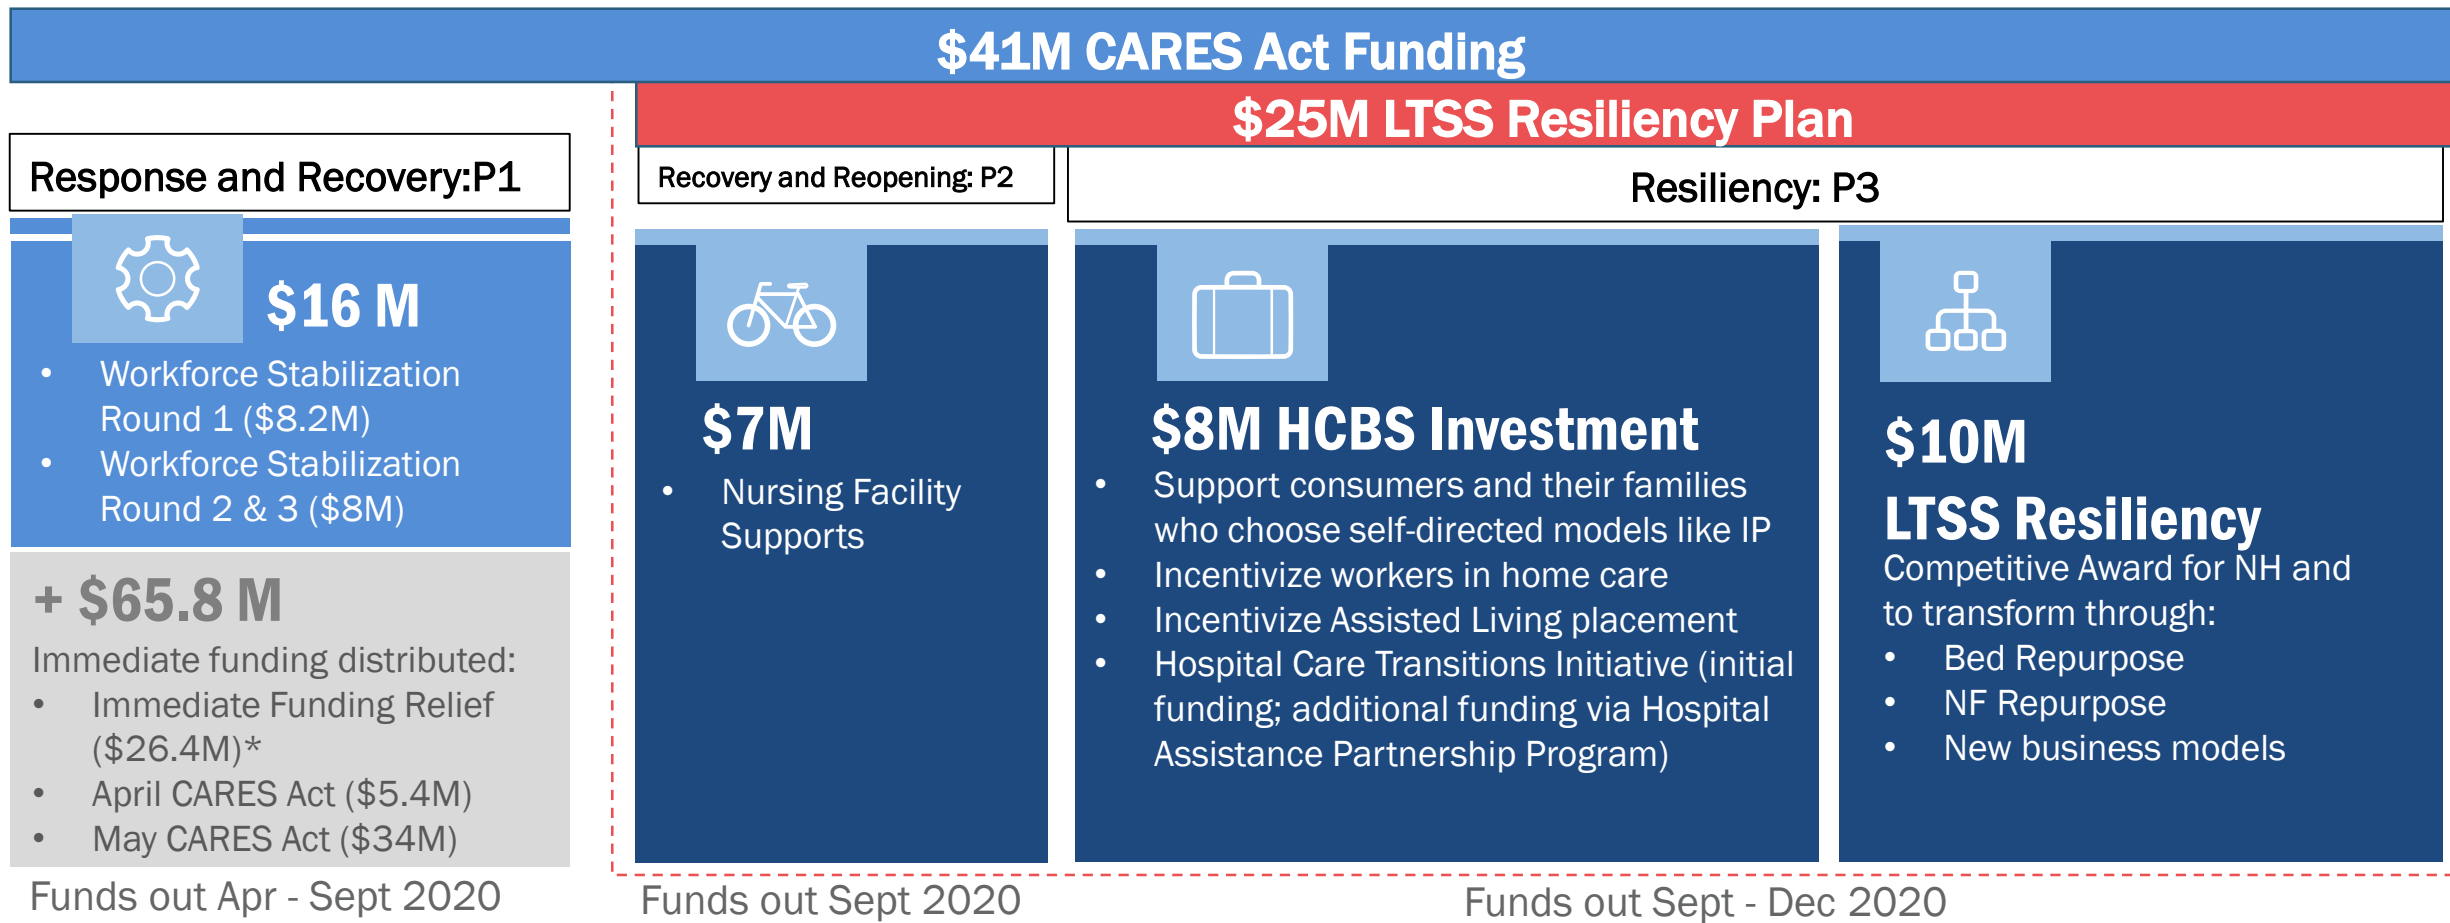 $41M CARES Act Funding
$25M LTSS Resiliency Plan
Response and Recovery:P1
$16 M
• Workforce Stabilization
Round 1 ($8.2M)
• Workforce Stabilization
Round 2 & 3 ($8M)
+ $65.8 M
Immediate funding distributed:
• Immediate Funding Relief
($26.4M)*
• April CARES Act ($5.4M)
• May CARES Act ($34M)
Funds out Apr - Sept 2020
Recovery and Reopening: P2
$7M
• Nursing Facility
Supports
Funds out Sept 2020
Resiliency: P3
$8M HCBS Investment
• Support consumers and their families
who choose self-directed models like IP
• Incentivize workers in home care
• Incentivize Assisted Living placement
• Hospital Care Transitions Initiative (initial
funding; additional funding via Hospital
Assistance Partnership Program)
$10M
LTSS Resiliency
Competitive Award for NH and
to transform through:
• Bed Repurpose
• NF Repurpose
• New business models
Funds out Sept - Dec 2020